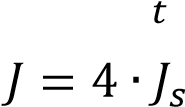 t
J = 4 · J_s